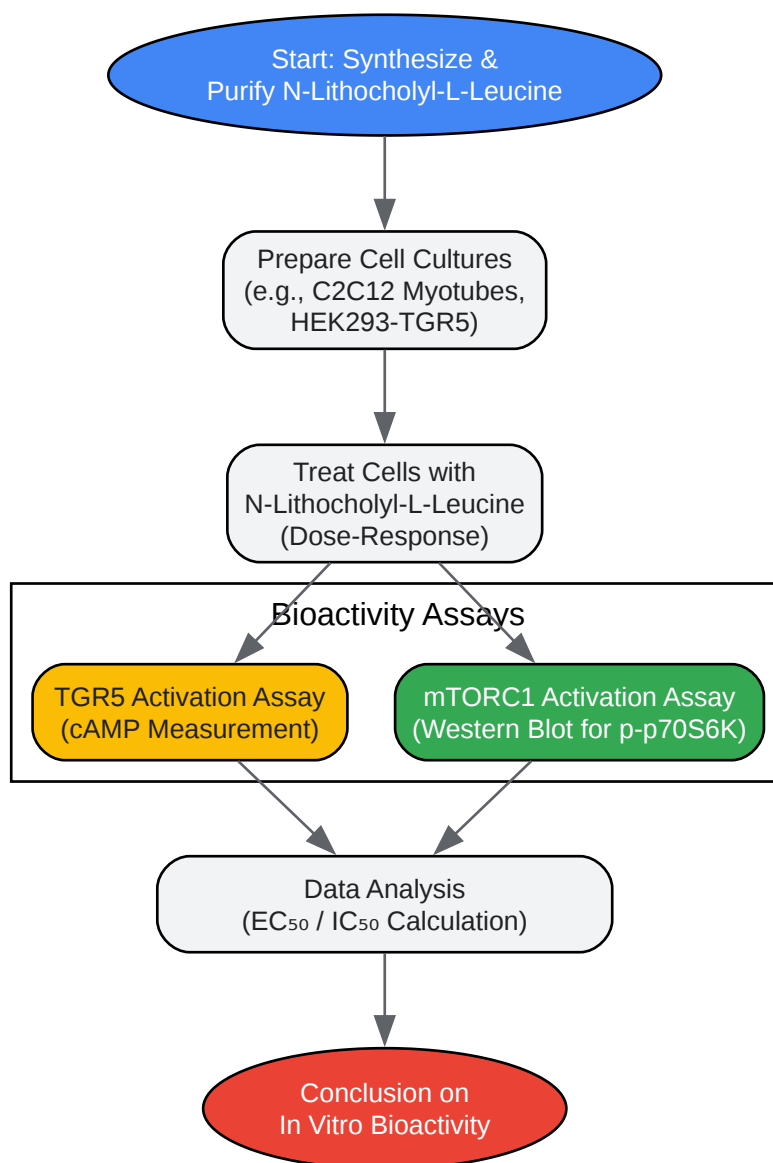 Start: Synthesize &
Purify N-Lithocholyl-L-Leucine
Prepare Cell Cultures
(e.g., C2C12 Myotubes,
HEK293-TGR5)
Treat Cells with
N-Lithocholyl-L-Leucine
(Dose-Response)
Bioactivity Assays
TGR5 Activation Assay
(cAMP Measurement)
mTORC1 Activation Assay
(Western Blot for p-p70S6K)
Data Analysis
(EC₅₀ / IC₅₀ Calculation)
Conclusion on
In Vitro Bioactivity